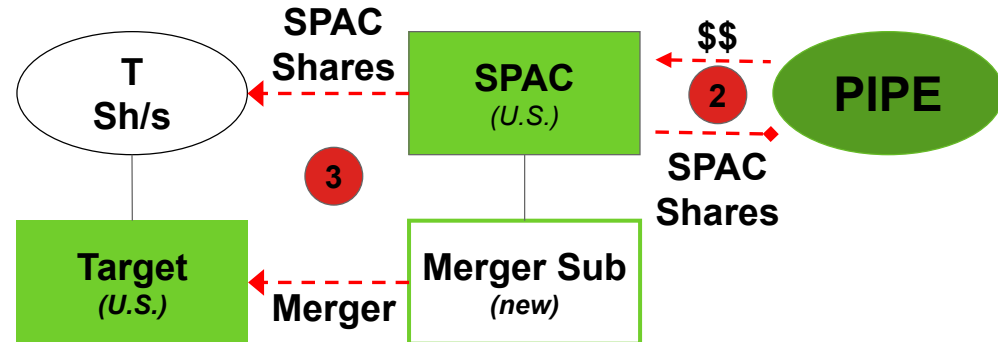 T
Sh/s
SPAC
Shares
SPAC
(U.S.)
$$
2
PIPE
SPAC
Shares
3
Target
(U.S.)
Merger
Merger Sub
(new)